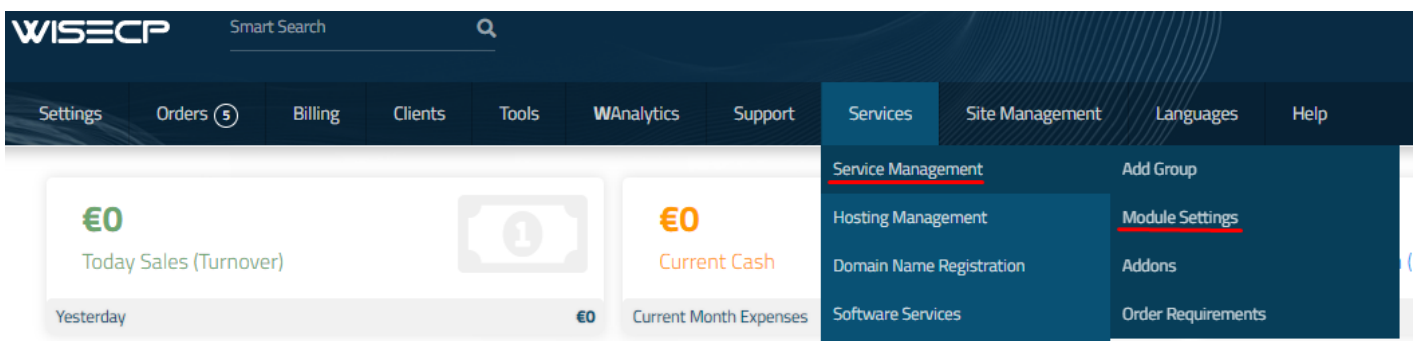 WISECP Smart Search
Settings Orders 5 Billing Clients Tools WAnalytics Support Services Site Management Languages Help
Service Management Add Group
€0 €0 Hosting Management Module Settings
Today Sales (Turnover) Current Cash Domain Name Registration Addons (
Yesterday €0 Current Month Expenses Software Services Order Requirements